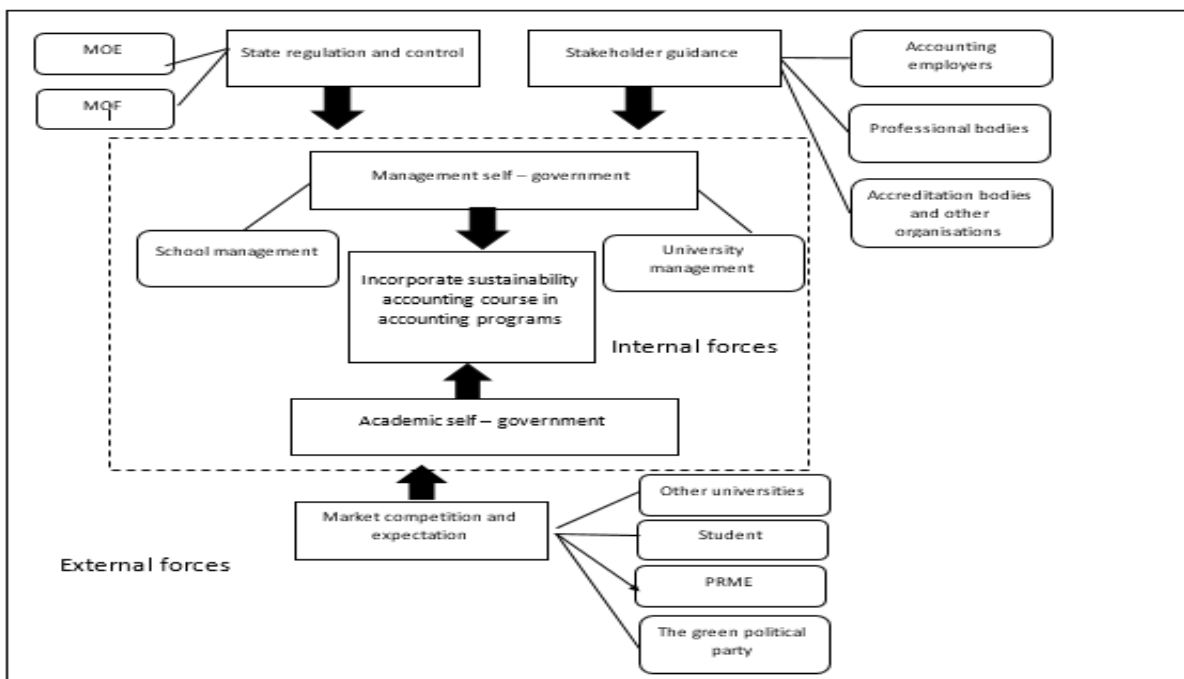 MOE
State regulation and control
Stakeholder guidance
Accounting
employers
MOF
Professional bodies
Management self – government
Accreditation bodies
and other
organisations
School management
University
management
Incorporate sustainability
accounting course in
accounting programs
Internal forces
Academic self – government
Other universities
Market competition and
expectation
Student
External forces
PRME
The green political
party